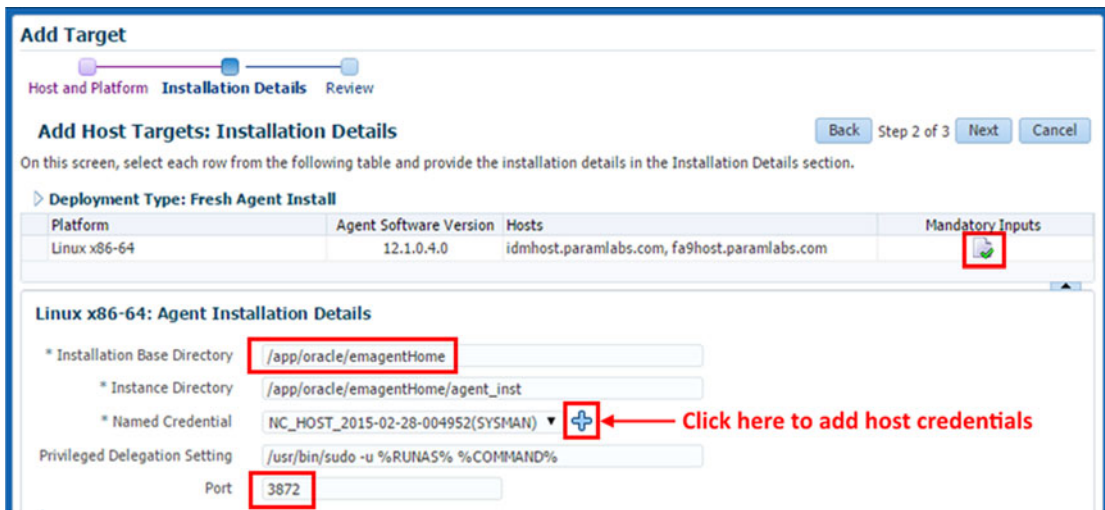 Add Target
Host and Platform Installation Details Review
Add Host Targets: Installation Details
Back Step 2 of 3 Next Cancel
On this screen, select each row from the following table and provide the installation details in the Installation Details section.
Deployment Type: Fresh Agent Install
Platform Agent Software Version Hosts Mandatory Inputs
Linux x86-64 12.1.0.4.0 idmhost.paramlabs.com, fa9host.paramlabs.com
Linux x86-64: Agent Installation Details
* Installation Base Directory /app/oracle/emagentHome
* Instance Directory /app/oracle/emagentHome/agent_inst
* Named Credential NC_HOST_2015-02-28-004952(SYSMAN) Click here to add host credentials
Privileged Delegation Setting /usr/bin/sudo -u %RUNAS% %COMMAND%
Port 3872